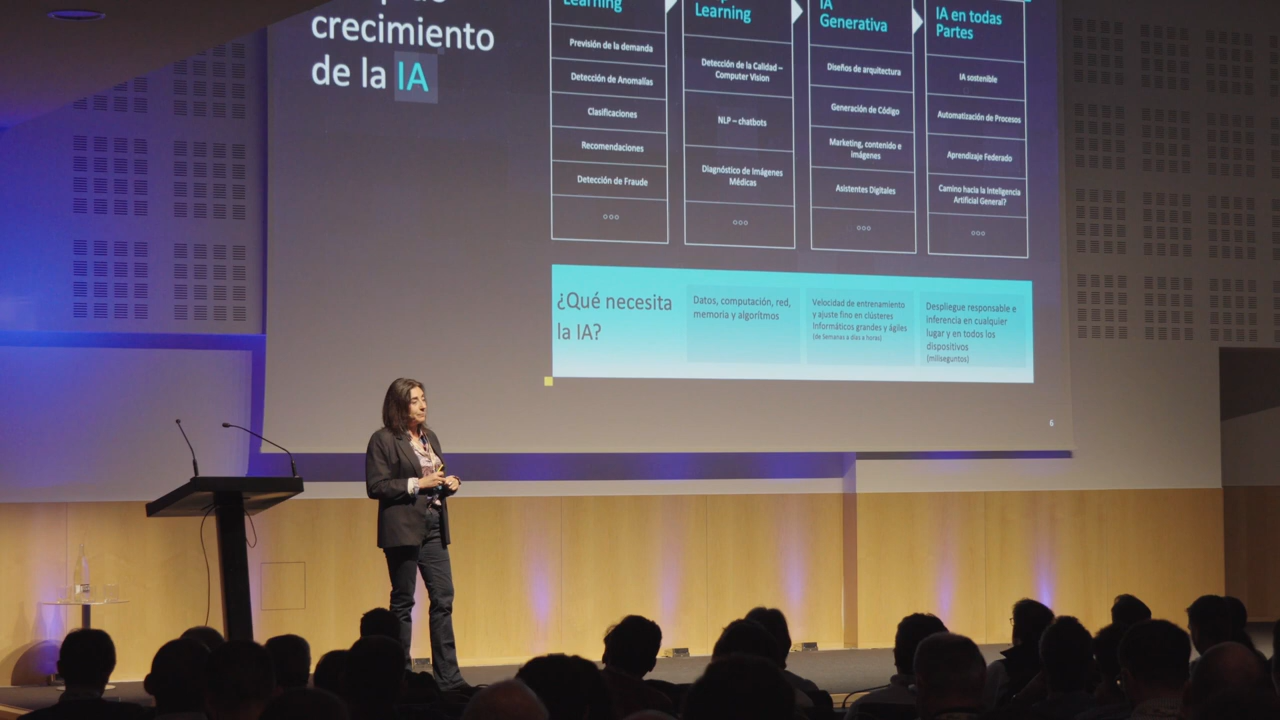 crecimiento
de la IA
Learning
Previsión de la demanda
Detección de Anomalías
Clasificaciones
Recomendaciones
Detección de Fraude
Learning
Detección de la Calidad –
Computer Vision
NLP – chatbots
Diagnóstico de Imágenes
Médicas
IA
Generativa
Diseños de arquitectura
Generación de Código
Marketing, contenido e
imágenes
Asistentes Digitales
IA en todas
Partes
IA sostenible
Automatización de Procesos
Aprendizaje Federado
Camino hacia la Inteligencia
Artificial General?
¿Qué necesita
la IA?
Datos, computación, red,
memoria y algoritmos
Velocidad de entrenamiento
y ajuste fino en clústeres
Informáticos grandes y ágiles
(de Semanas a días a horas)
Despliegue responsable e
inferencia en cualquier
lugar y en todos los
dispositivos
(milisegundos)
6